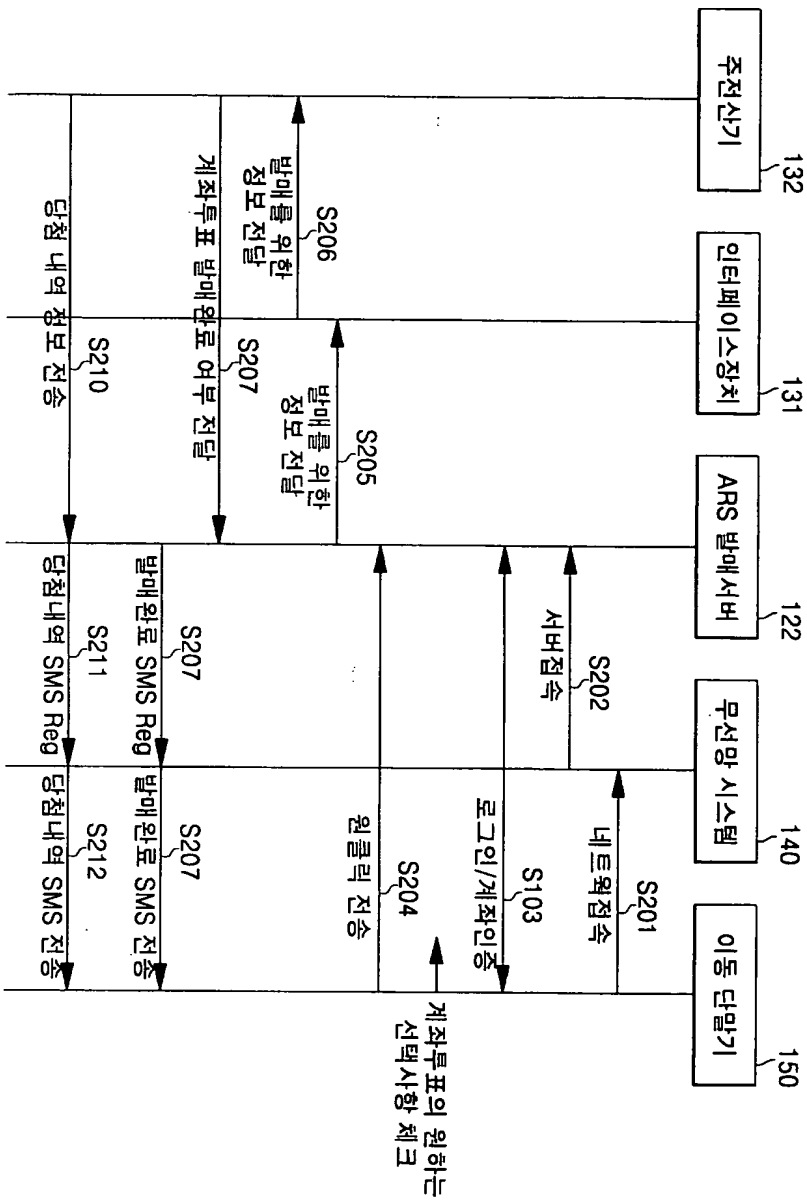 132
131
122
140
150
주전산기
인터페이스장치
ARS 발매서버
무선망 시스템
이동 단말기
S201
네트웍접속
S202
서버접속
S103
로그인/계좌인증
계좌투표의 원하는
선택사항 체크
S204
원클릭 전송
S205
발매를 위한
정보 전달
S206
발매를 위한
정보 전달
S207
계좌투표 발매완료 여부 전달
S207
발매완료 SMS Reg
S207
발매완료 SMS 전송
S210
당첨 내역 정보 전송
S211
당첨내역 SMS Reg
S212
당첨내역 SMS 전송